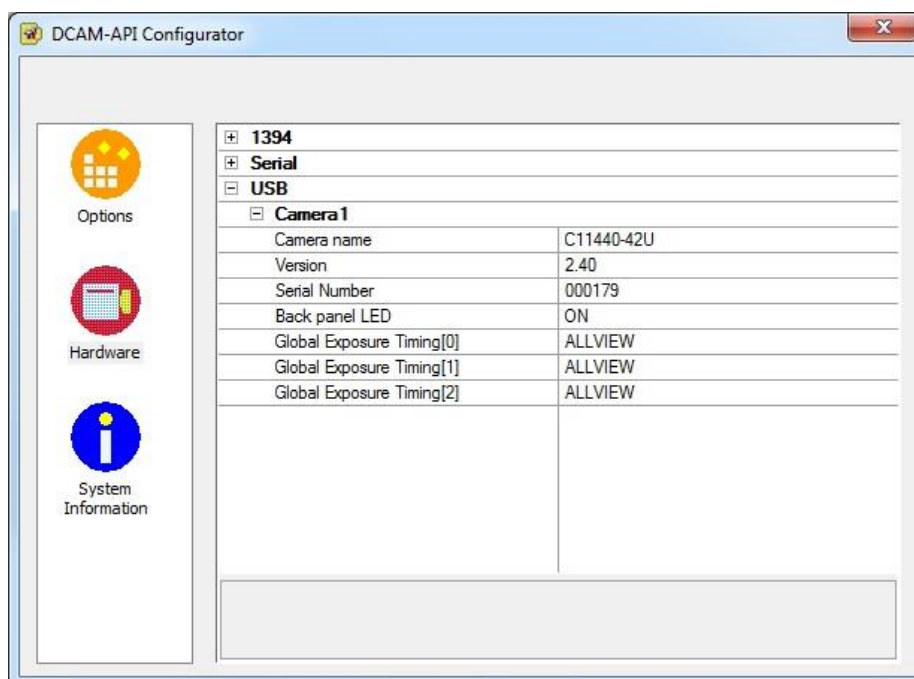 DCAM-API Configurator
Options
Hardware
System
Information
1394
Serial
USB
Camera1
Camera name C11440-42U
Version 2.40
Serial Number 000179
Back panel LED ON
Global Exposure Timing[0] ALLVIEW
Global Exposure Timing[1] ALLVIEW
Global Exposure Timing[2] ALLVIEW